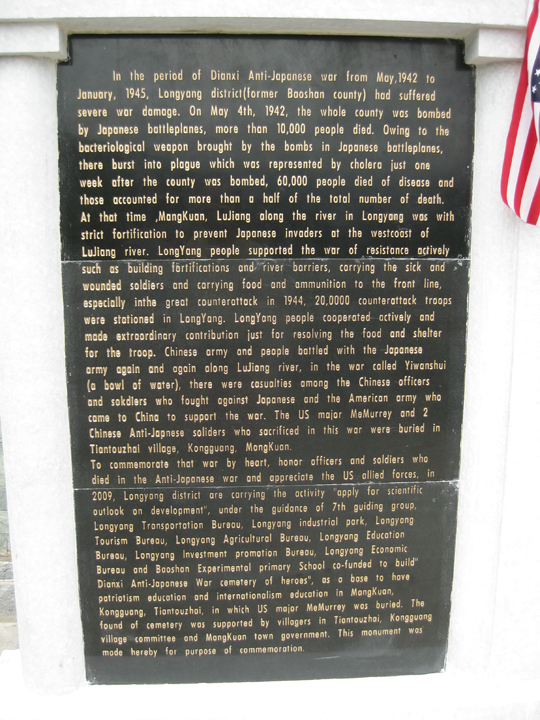 In the period of Dianxi Anti-Japanese war from May,1942 to
January, 1945, Longyang district(former Baoshan county) had suffered
severe war damage. On May 4th, 1942, the whole county was bombed
by Japanese battleplanes, more than 10,000 people died. Owing to the
bacteriological weapon brought by the bombs in Japanese battleplanes,
there burst into plague which was represented by cholera just one
week after the county was bombed, 60,000 people died of disease and
those accounted for more than a half of the total number of death.
At that time ,MangKuan, LuJiang along the river in Longyang was with
strict fortification to prevent Japanese invaders at the westcoast of
LuJiang river. LongYang people supported the war of resistance actively
such as building fortifications and river barriers, carrying the sick and
wounded soldiers and carrying food and ammunition to the front line,
especially inthe great counterattack in 1944, 20,0000 counterattack troops
were stationed in LongYang. LongYang people cooperated actively and
made extraordinary contribution just for resolving the food and shelter
for the troop. Chinese army and people battled with the Japanese
army again and again along LuJiang river, in the war called Yiwanshui
(a bowl of water), there were casualties among the Chinese officers
and sokdiers who fought against Japanese and the American army who
came to China to support the war. The US major MeMurrey and 2
Chinese Anti-Japnese soliders who sacrificed in this war were buried in
Tiantouzhai village, Kongguang, MangKuan.
To commemorate that war by heart, honor officers and soldiers who
died in the Anti-Japanese war and appreciate the US allied forces, in
2009, Longyang district are carrying the activity "apply for scientific
outlook on development", under the guidance of 7th guiding group,
Longyang Transportation Bureau, Longyang industrial park, Longyang
Tourism Bureau, Longyang Agricultural Bureau, Longyang Education
Bureau, Longyang Investment promotion Bureau, Longyang Economic
Bureau and Baoshan Experimental primary School co-funded to build"
Dianxi Anti-Japanese War cemetery of heroes", as a base to have
patriotism education and internationalism education in MangKuan,
Kongguang, Tiantouzhai, in which US major MeMurrey was buried. The
found of cemetery was supported by villagers in Tiantouzhai, Kongguang
village committee and MangKuan town government. This monument was
made hereby for purpose of commemoration.